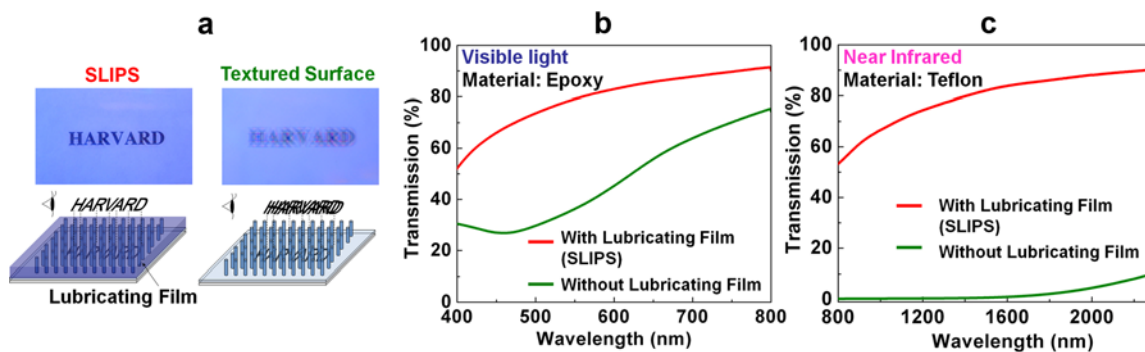 a
SLIPS
Textured Surface
HARVARD
HARVARD
HARVARD
HARVARD
HARVARD
Lubricating Film
b
Visible light
Material: Epoxy
Transmission (%)
100
80
60
40
20
0
With Lubricating Film
(SLIPS)
Without Lubricating Film
400
500
600
700
800
Wavelength (nm)
c
Near Infrared
Material: Teflon
Transmission (%)
100
80
60
40
20
0
With Lubricating Film
(SLIPS)
Without Lubricating Film
800
1200
1600
2000
Wavelength (nm)